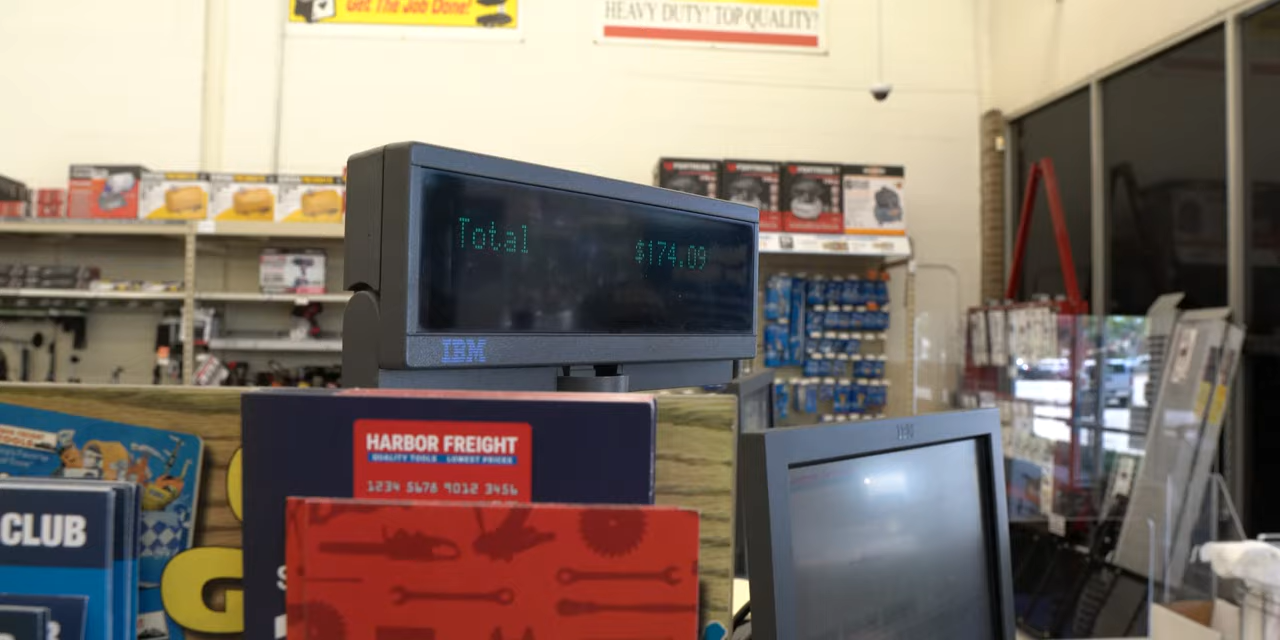 Get The Job Done!
HEAVY DUTY! TOP QUALITY!
Total $174.09
IBM
HARBOR FREIGHT
QUALITY TOOLS LOWEST PRICES
1234 5678 9012 3456
CLUB
S
G